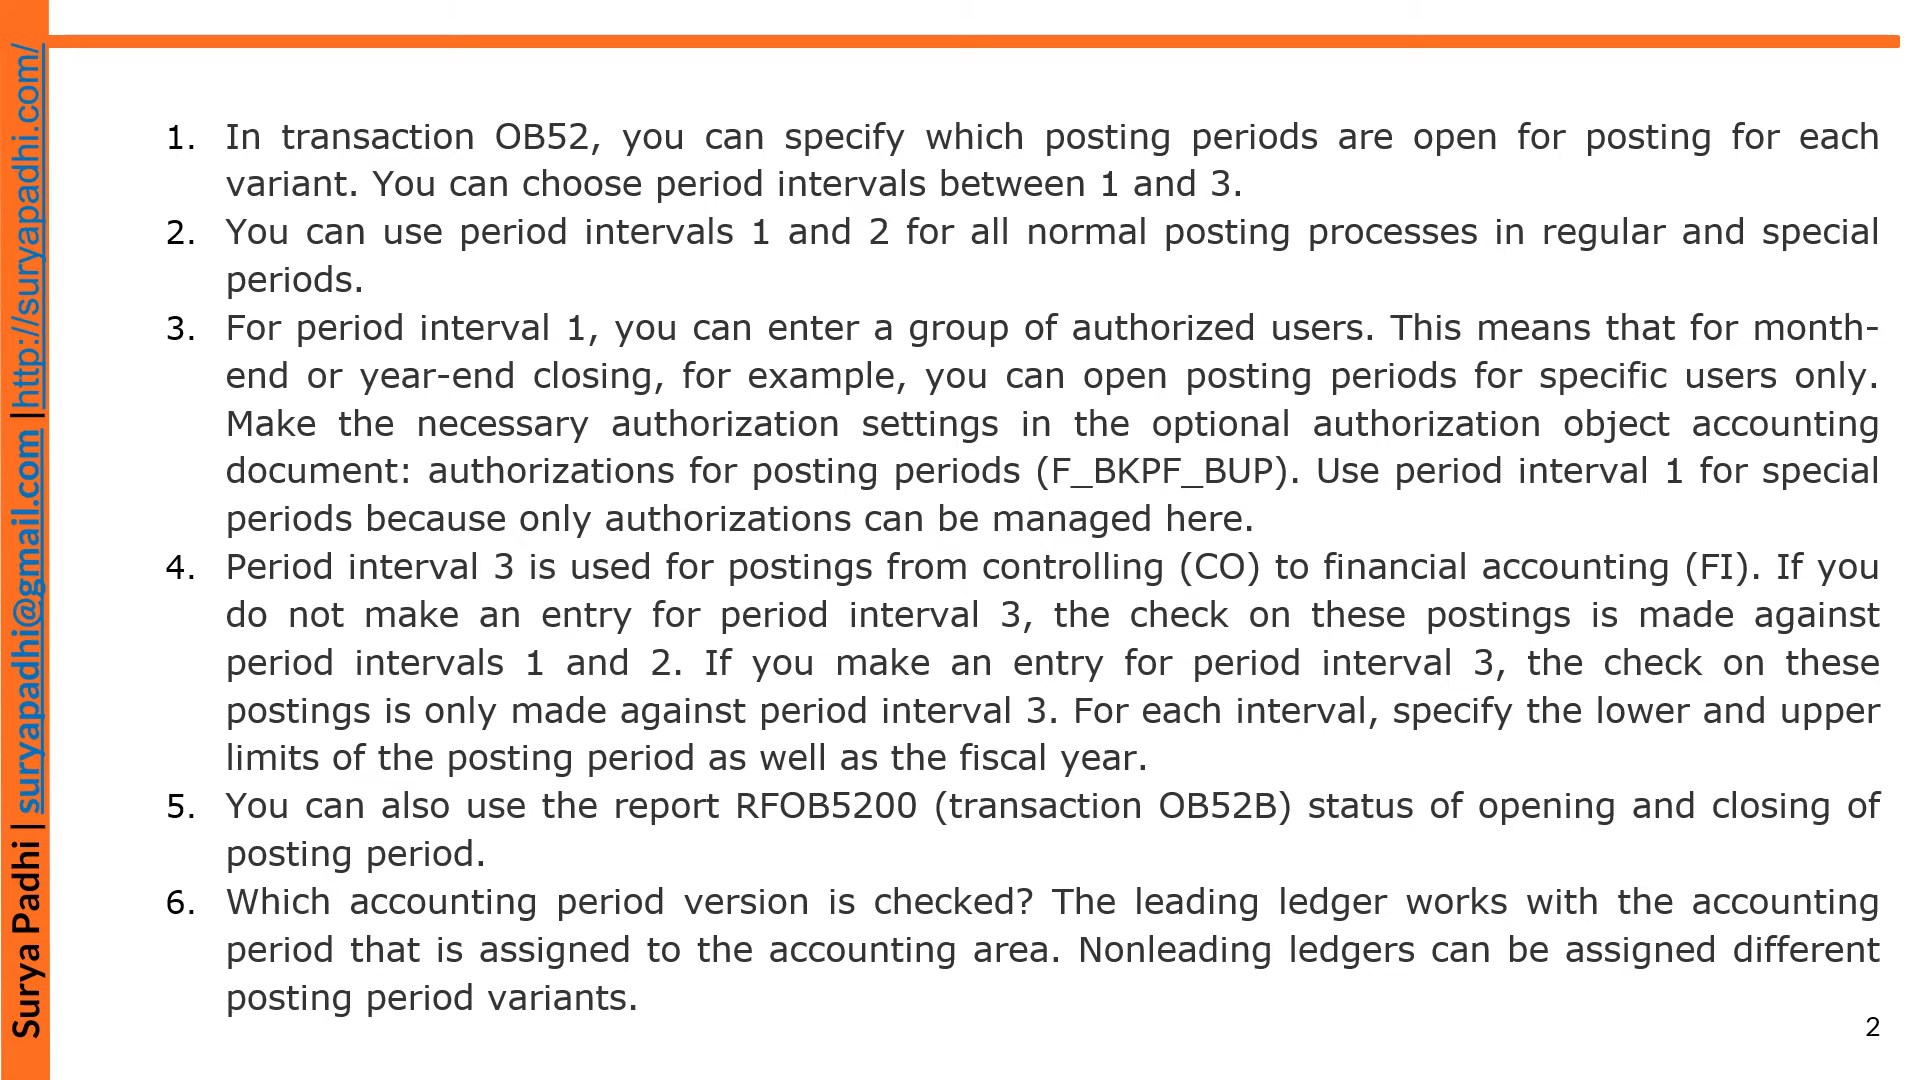 Surya Padhi | suryapadhi@gmail.com | http://suryapadhi.com/
1. In transaction OB52, you can specify which posting periods are open for posting for each
variant. You can choose period intervals between 1 and 3.
2. You can use period intervals 1 and 2 for all normal posting processes in regular and special
periods.
3. For period interval 1, you can enter a group of authorized users. This means that for month-
end or year-end closing, for example, you can open posting periods for specific users only.
Make the necessary authorization settings in the optional authorization object accounting
document: authorizations for posting periods (F_BKPF_BUP). Use period interval 1 for special
periods because only authorizations can be managed here.
4. Period interval 3 is used for postings from controlling (CO) to financial accounting (FI). If you
do not make an entry for period interval 3, the check on these postings is made against
period intervals 1 and 2. If you make an entry for period interval 3, the check on these
postings is only made against period interval 3. For each interval, specify the lower and upper
limits of the posting period as well as the fiscal year.
5. You can also use the report RFOB5200 (transaction OB52B) status of opening and closing of
posting period.
6. Which accounting period version is checked? The leading ledger works with the accounting
period that is assigned to the accounting area. Nonleading ledgers can be assigned different
posting period variants.
2